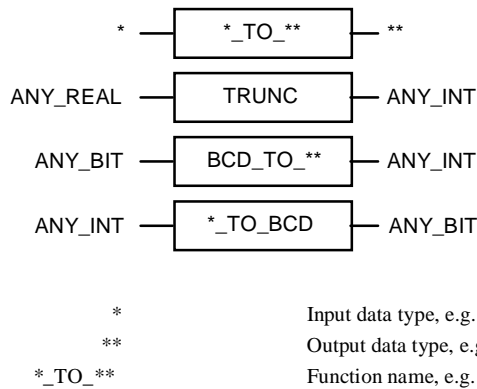 * *_TO_** **
ANY_REAL TRUNC ANY_INT
ANY_BIT BCD_TO_** ANY_INT
ANY_INT *_TO_BCD ANY_BIT
* Input data type, e.g.
** Output data type, e.g
*_TO_** Function name, e.g.